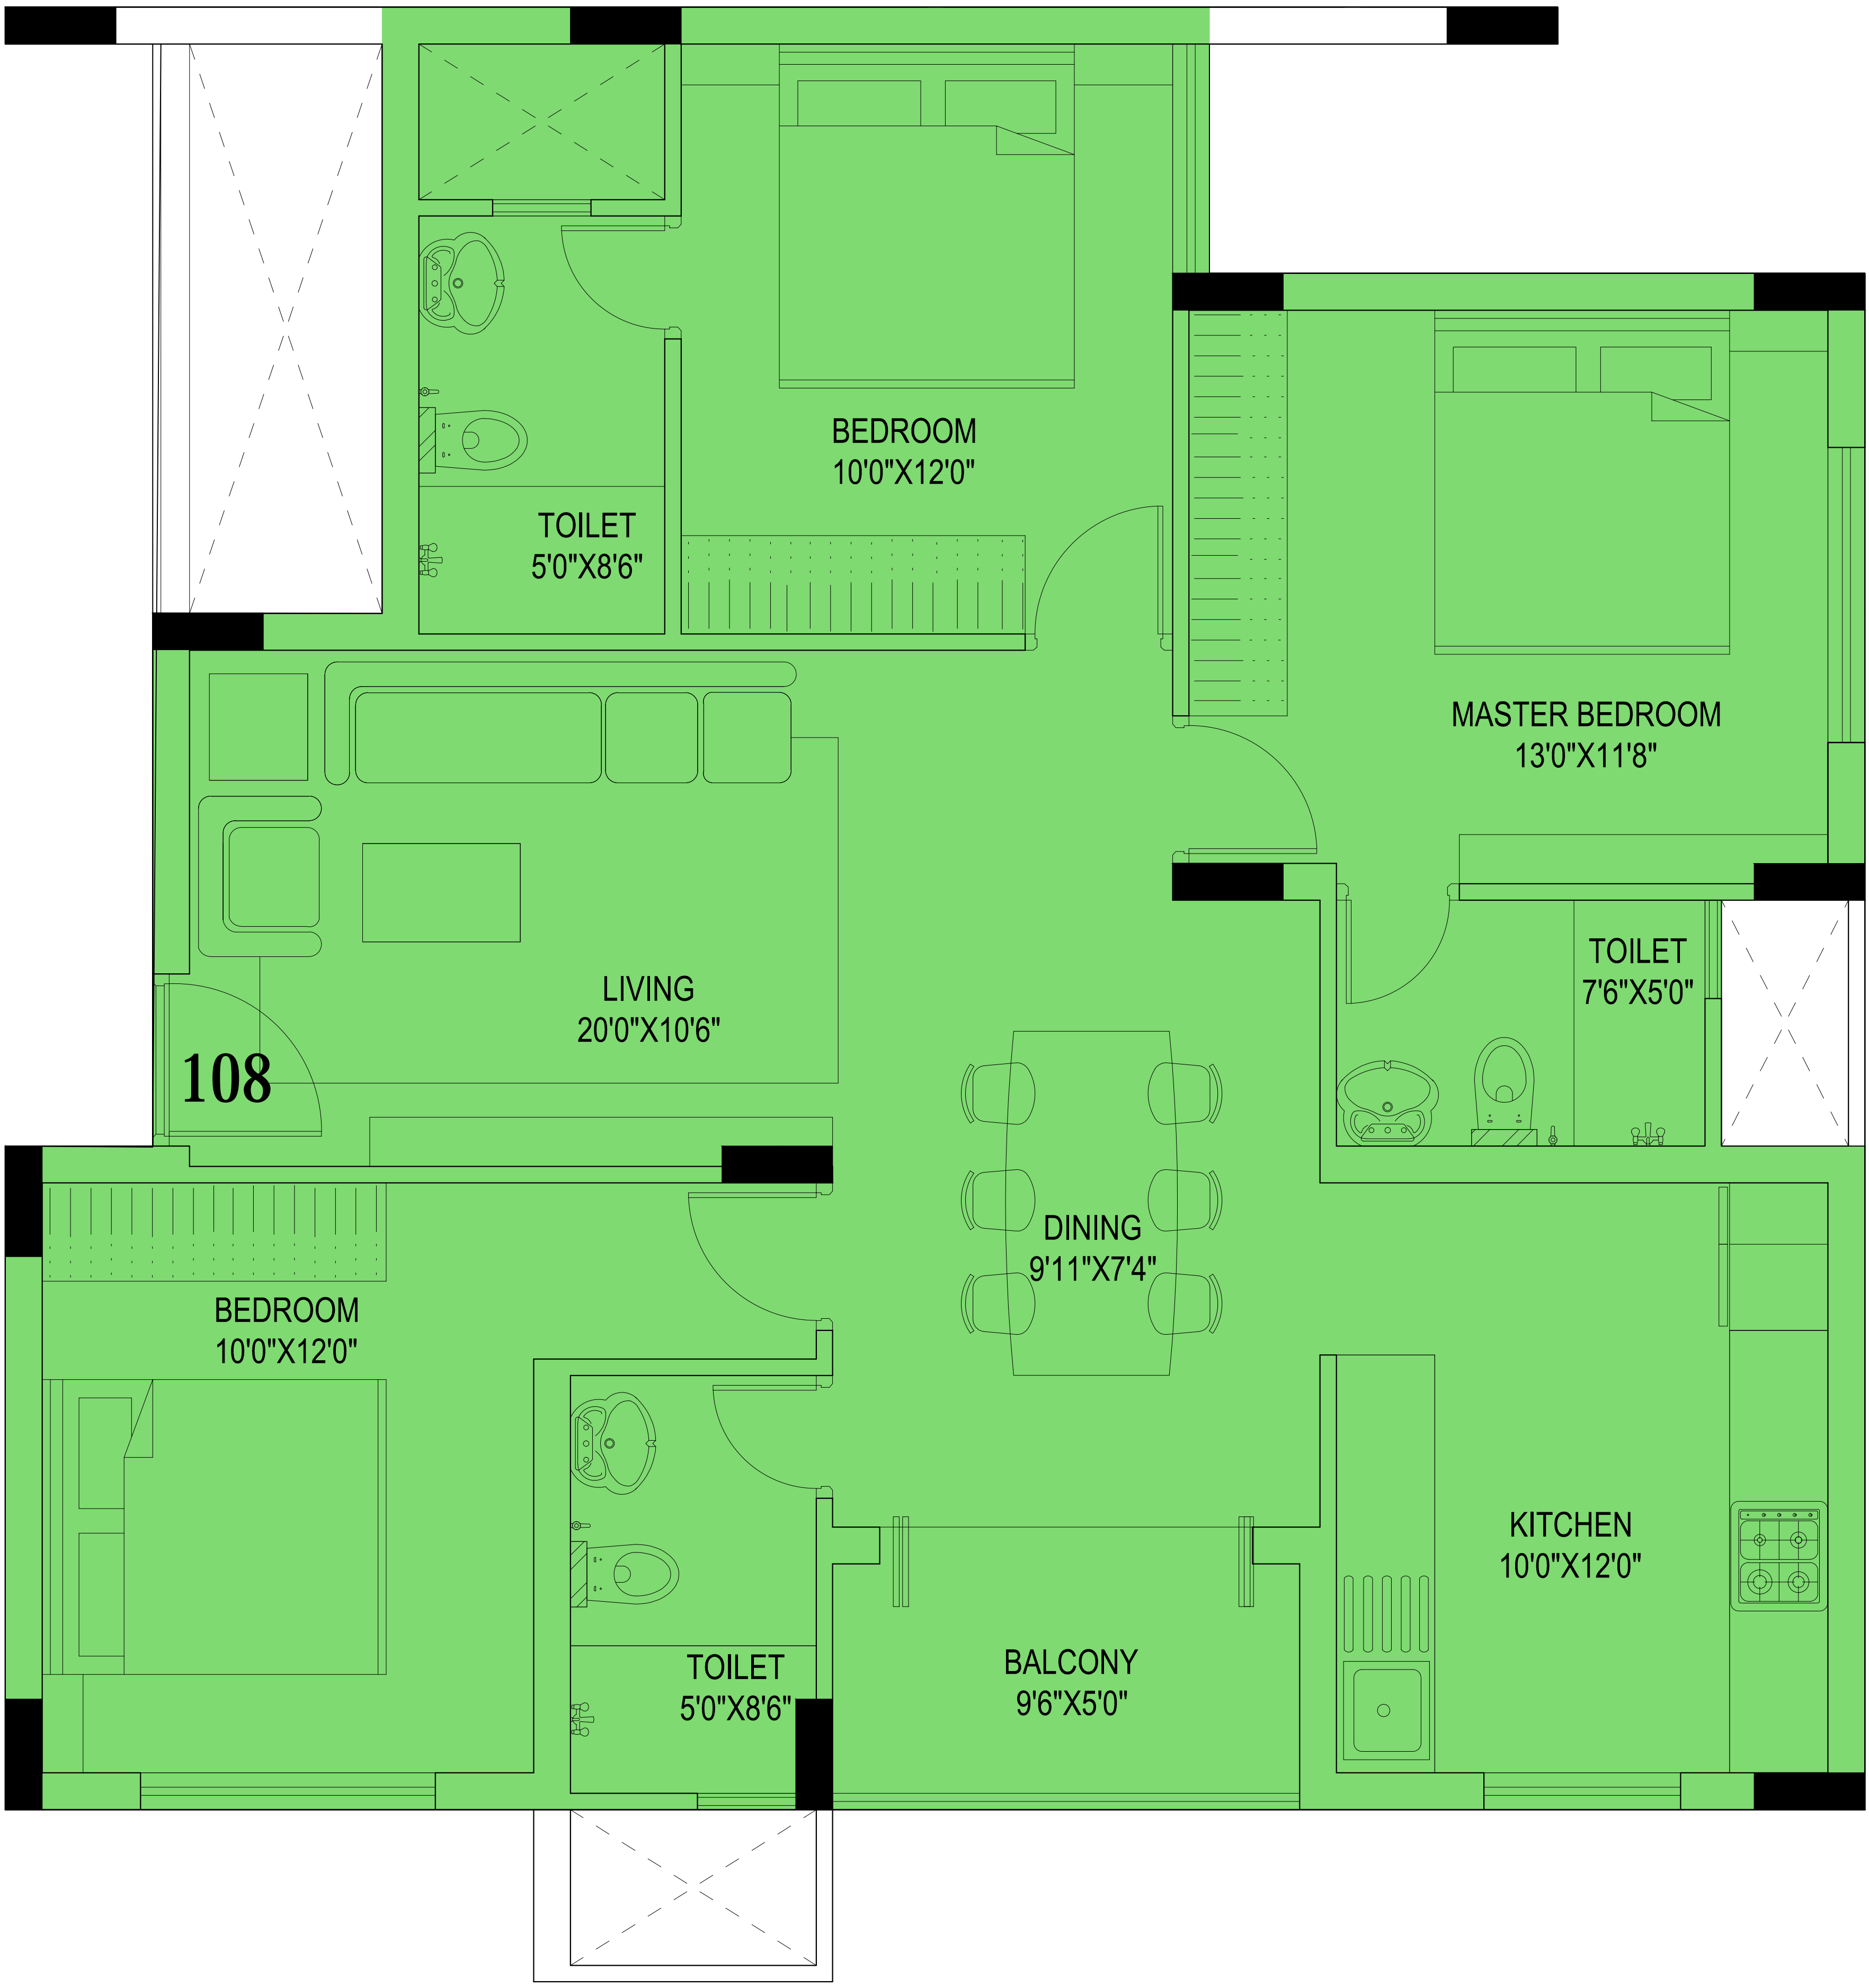 BEDROOM
10'0"X12'0"
TOILET
5'0"X8'6"
MASTER BEDROOM
13'0"X11'8"
LIVING
20'0"X10'6"
TOILET
7'6"X5'0"
108
DINING
9'11"X7'4"
BEDROOM
10'0"X12'0"
KITCHEN
10'0"X12'0"
TOILET
5'0"X8'6"
BALCONY
9'6"X5'0"